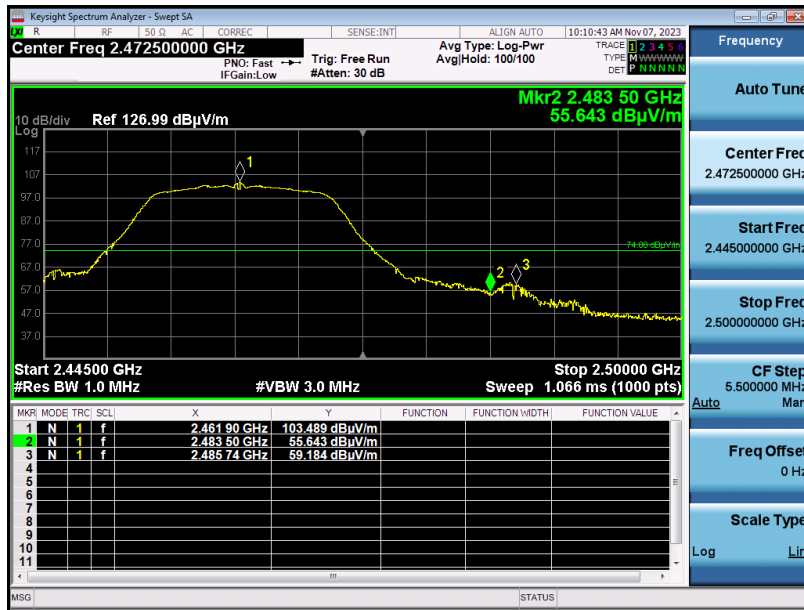 Keysight Spectrum Analyzer - Swept SA
LXI R RF 50 Ω AC CORREC SENSE:INT ALIGN AUTO 10:10:43 AM Nov 07, 2023
Center Freq 2.472500000 GHz
PNO: Fast
IFGain:Low
Trig: Free Run
#Atten: 30 dB
Avg Type: Log-Pwr
Avg|Hold: 100/100
TRACE 1 2 3 4 5 6
TYPE M WWWWW
DET P N N N N N
Mkr2 2.483 50 GHz
55.643 dBµV/m
10 dB/div Ref 126.99 dBµV/m
Log
117
107
97.0
87.0
77.0
67.0
57.0
47.0
37.0
1
2
3
74.00 dBµV/m
Start 2.44500 GHz Stop 2.50000 GHz
#Res BW 1.0 MHz #VBW 3.0 MHz Sweep 1.066 ms (1000 pts)
MKR MODE TRC SCL X Y FUNCTION FUNCTION WIDTH FUNCTION VALUE
1 N 1 f 2.461 90 GHz 103.489 dBµV/m
2 N 1 f 2.483 50 GHz 55.643 dBµV/m
3 N 1 f 2.485 74 GHz 59.184 dBµV/m
4
5
6
7
8
9
10
11
MSG STATUS
Frequency
Auto Tune
Center Freq
2.472500000 GHz
Start Freq
2.445000000 GHz
Stop Freq
2.500000000 GHz
CF Step
5.500000 MHz
Auto Man
Freq Offset
0 Hz
Scale Type
Log Lin